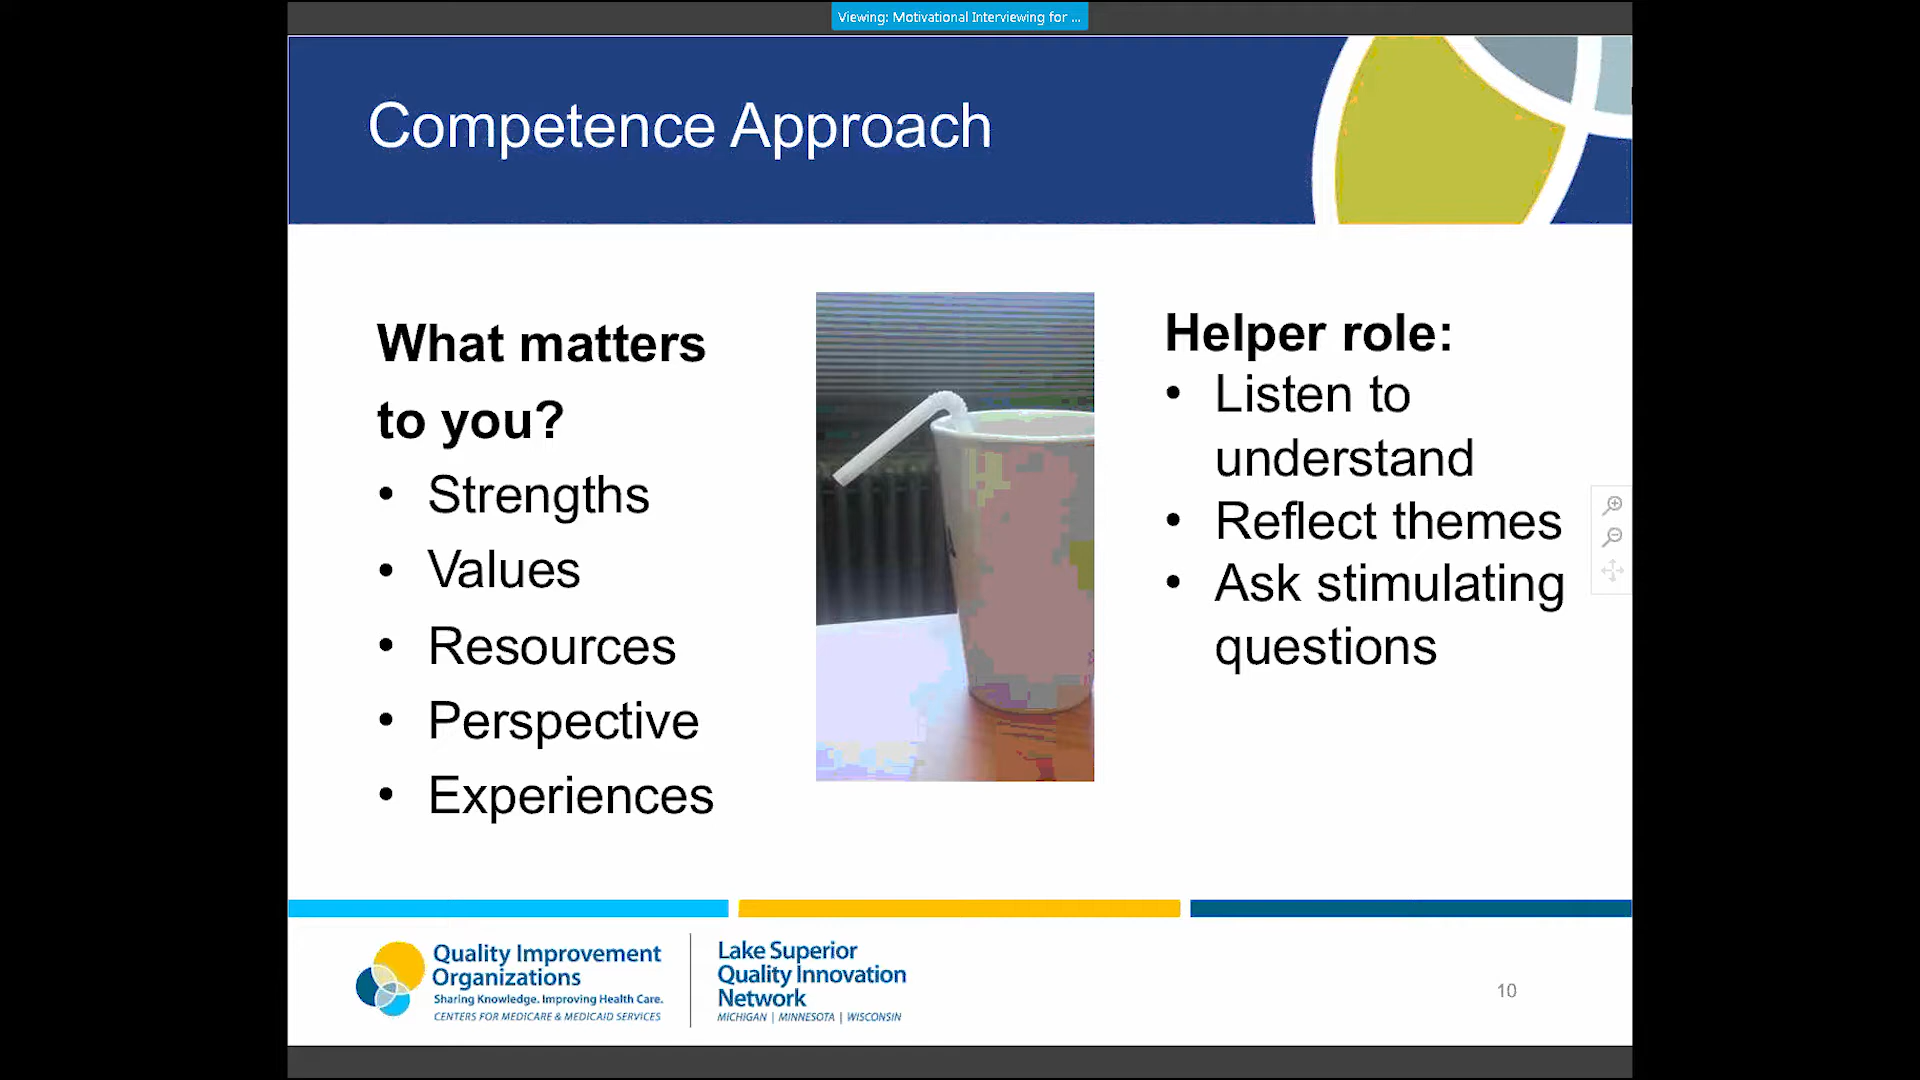 Viewing: Motivational Interviewing for ...
Competence Approach
What matters
to you?
• Strengths
• Values
• Resources
• Perspective
• Experiences
Helper role:
• Listen to
understand
• Reflect themes
• Ask stimulating
questions
Quality Improvement
Organizations
Sharing Knowledge. Improving Health Care.
CENTERS FOR MEDICARE & MEDICAID SERVICES
Lake Superior
Quality Innovation
Network
MICHIGAN | MINNESOTA | WISCONSIN
10